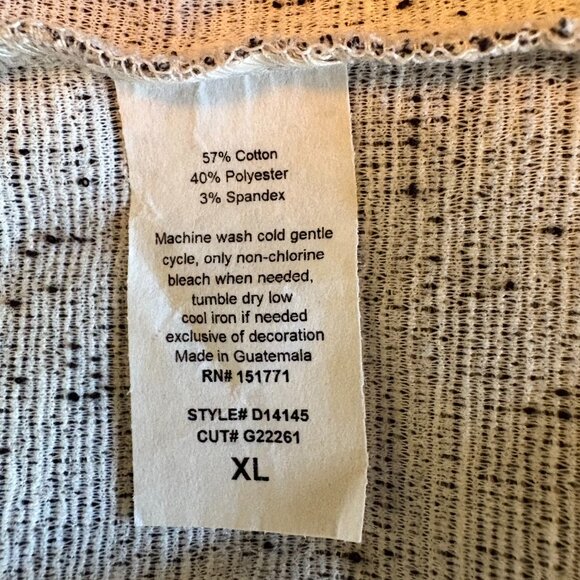 57% Cotton
40% Polyester
3% Spandex
Machine wash cold gentle
cycle, only non-chlorine
bleach when needed,
tumble dry low
cool iron if needed
exclusive of decoration
Made in Guatemala
RN# 151771
STYLE# D14145
CUT# G22261
XL